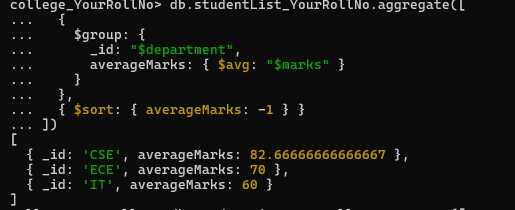 college_YourRollNo> db.studentList_YourRollNo.aggregate([
...   {
...     $group: {
...       _id: "$department",
...       averageMarks: { $avg: "$marks" }
...     }
...   },
...   { $sort: { averageMarks: -1 } }
... ])
[
  { _id: 'CSE', averageMarks: 82.66666666666667 },
  { _id: 'ECE', averageMarks: 70 },
  { _id: 'IT', averageMarks: 60 }
]